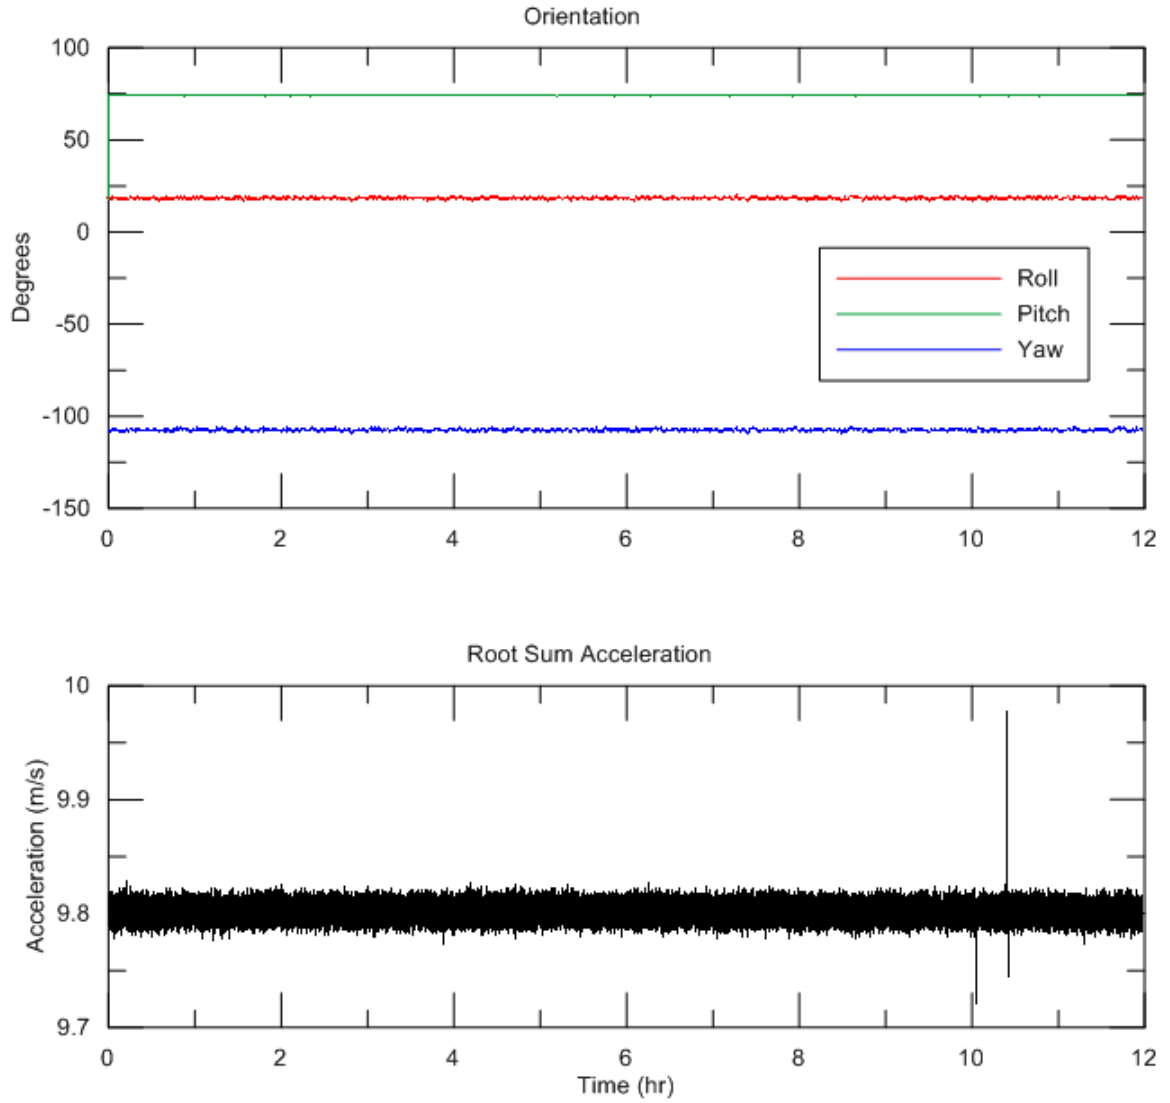 Orientation
100
50
0
-50
-100
-150
Degrees
Roll
Pitch
Yaw
0 2 4 6 8 10 12
Root Sum Acceleration
10
9.9
9.8
9.7
Acceleration (m/s)
0 2 4 6 8 10 12
Time (hr)